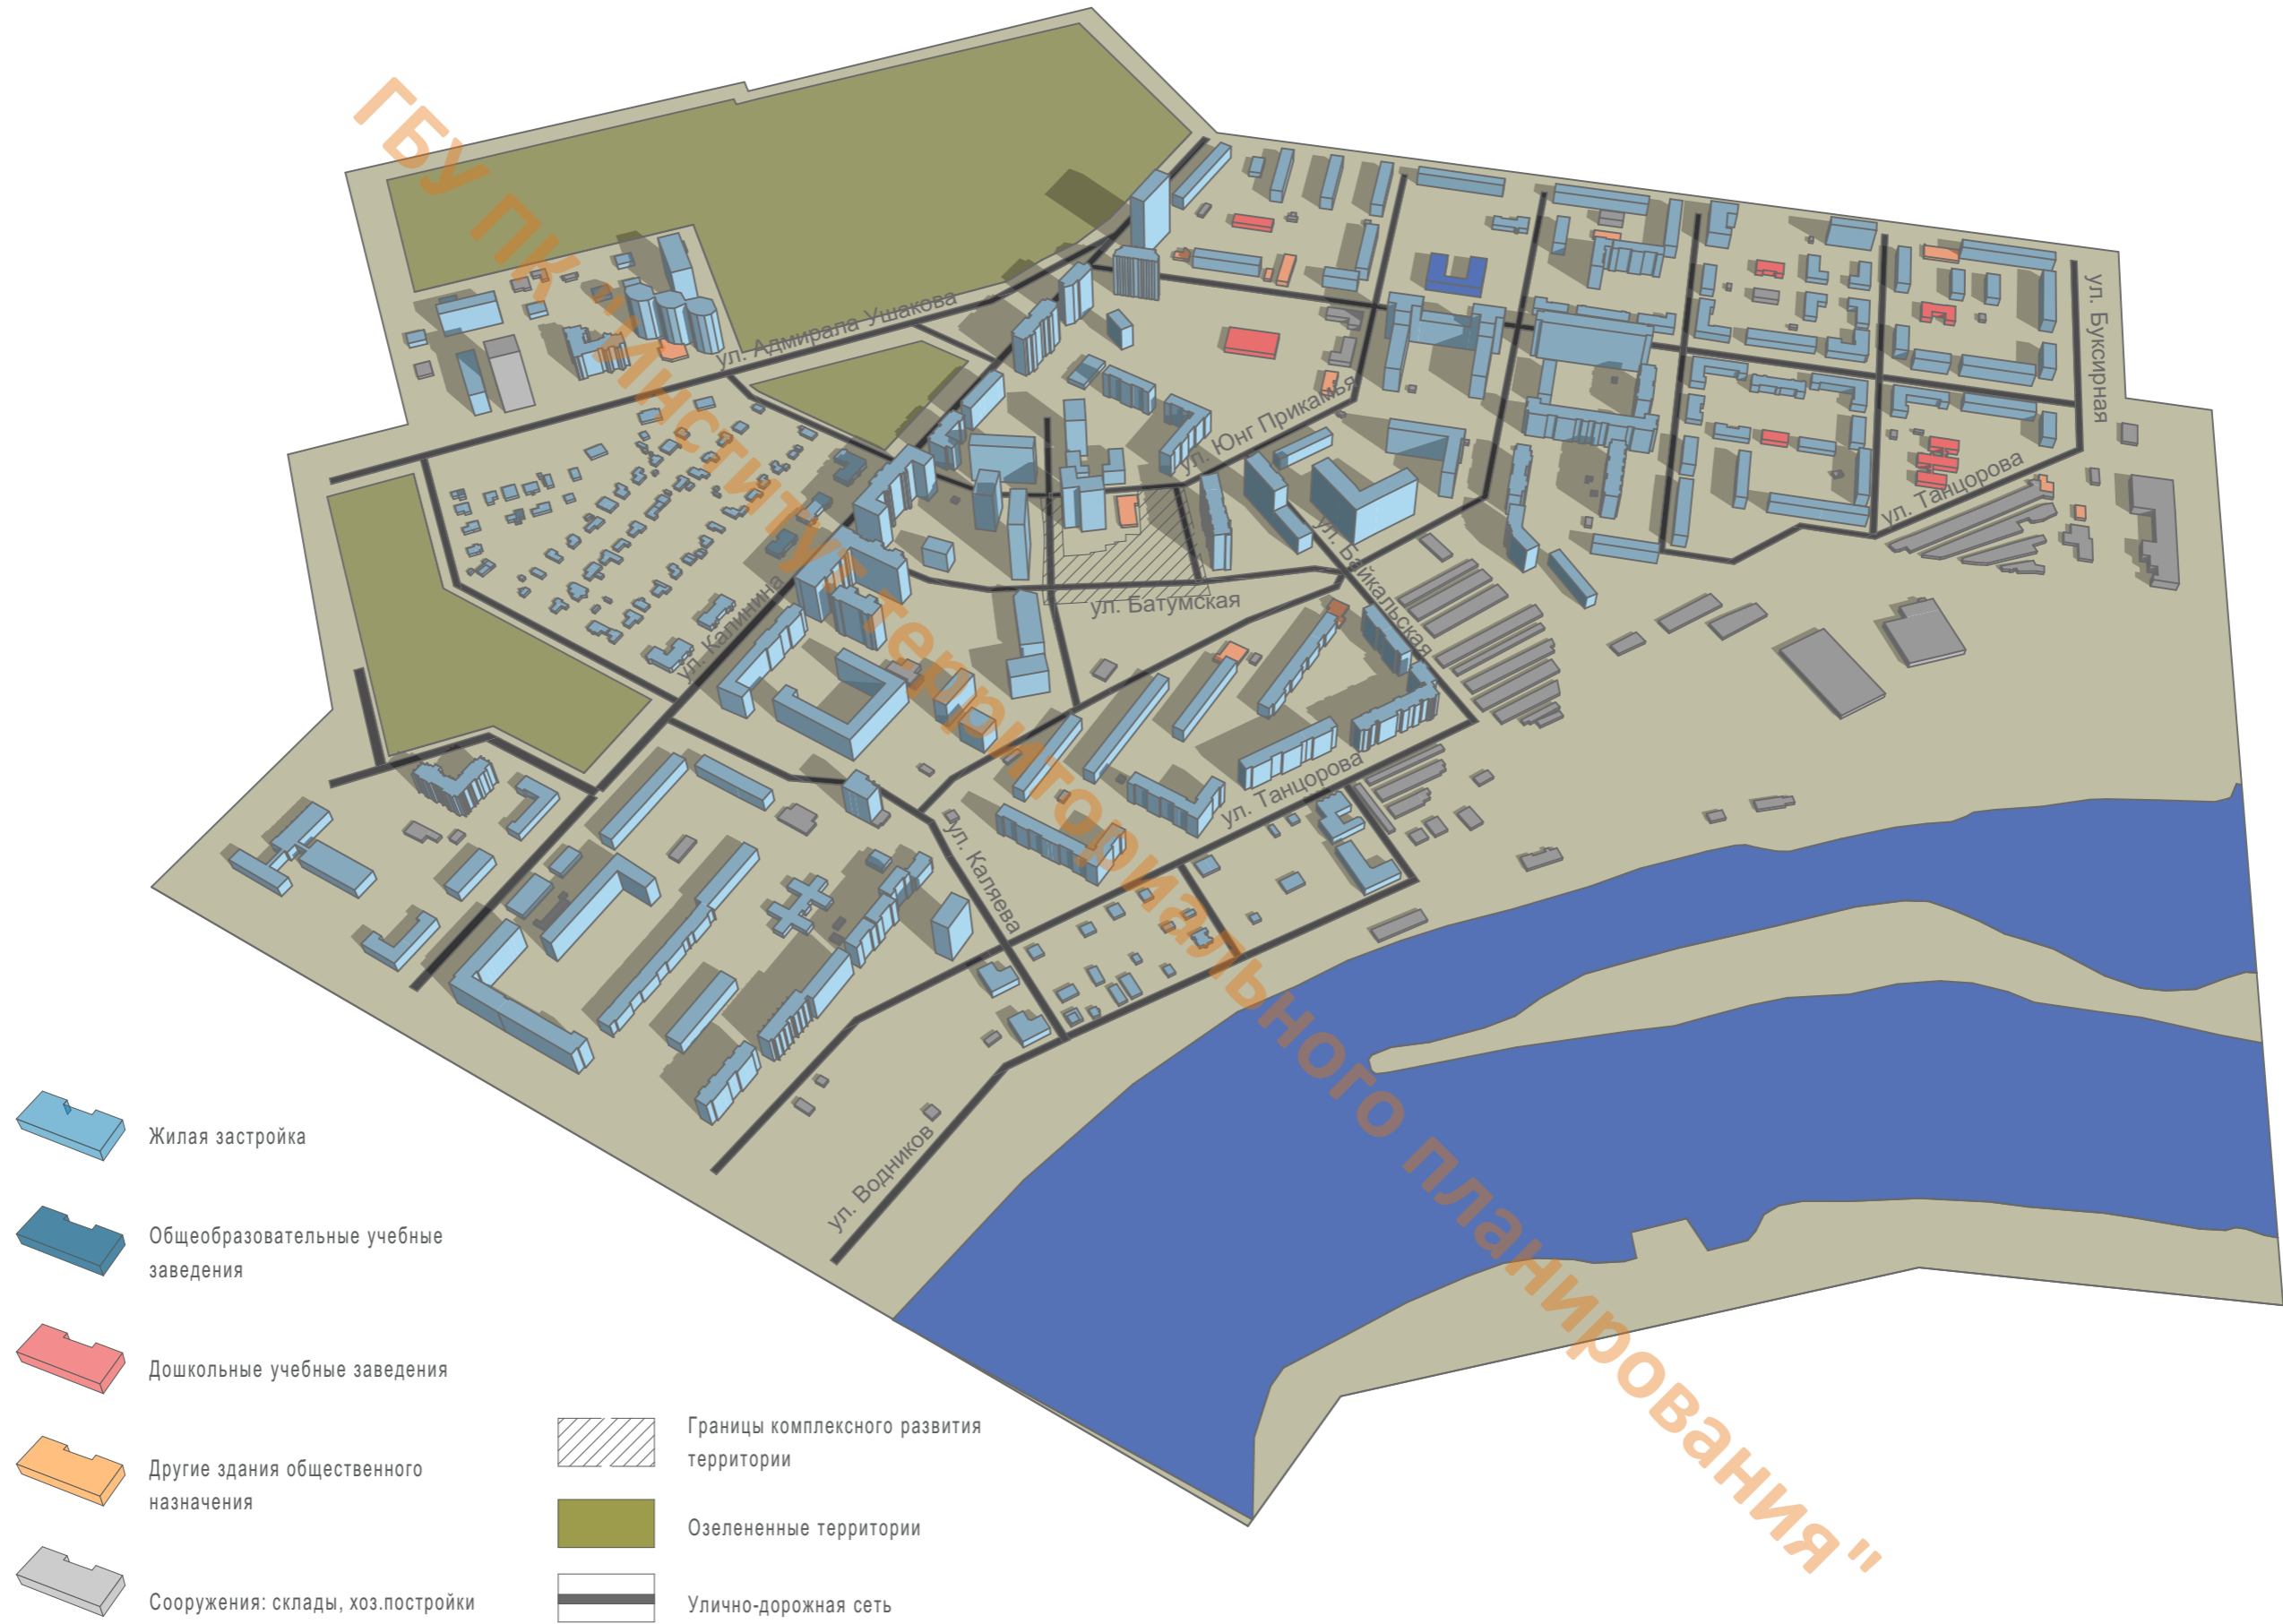 ГБУ ПК "Институт территориального планирования"
ул. Адмирала Ушакова
ул. Буксирная
ул. Юнг Прикамья
ул. Танцорова
ул. Байкальская
ул. Батумская
ул. Калинина
ул. Танцорова
ул. Каляева
ул. Водников
Жилая застройка
Общеобразовательные учебные
заведения
Дошкольные учебные заведения
Другие здания общественного
назначения
Сооружения: склады, хоз.постройки
Границы комплексного развития
территории
Озелененные территории
Улично-дорожная сеть